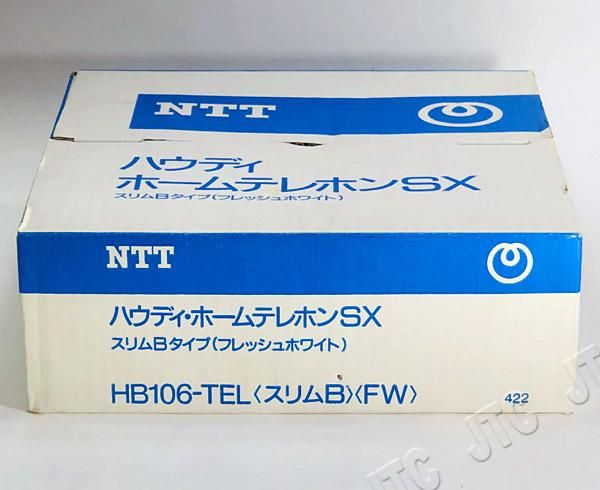 NTT
ハウディ
ホームテレホンSX
スリムBタイプ(フレッシュホワイト)
NTT
ハウディ・ホームテレホンSX
スリムBタイプ(フレッシュホワイト)
HB106-TEL〈スリムB〉〈FW〉
422
JTC JTC JT